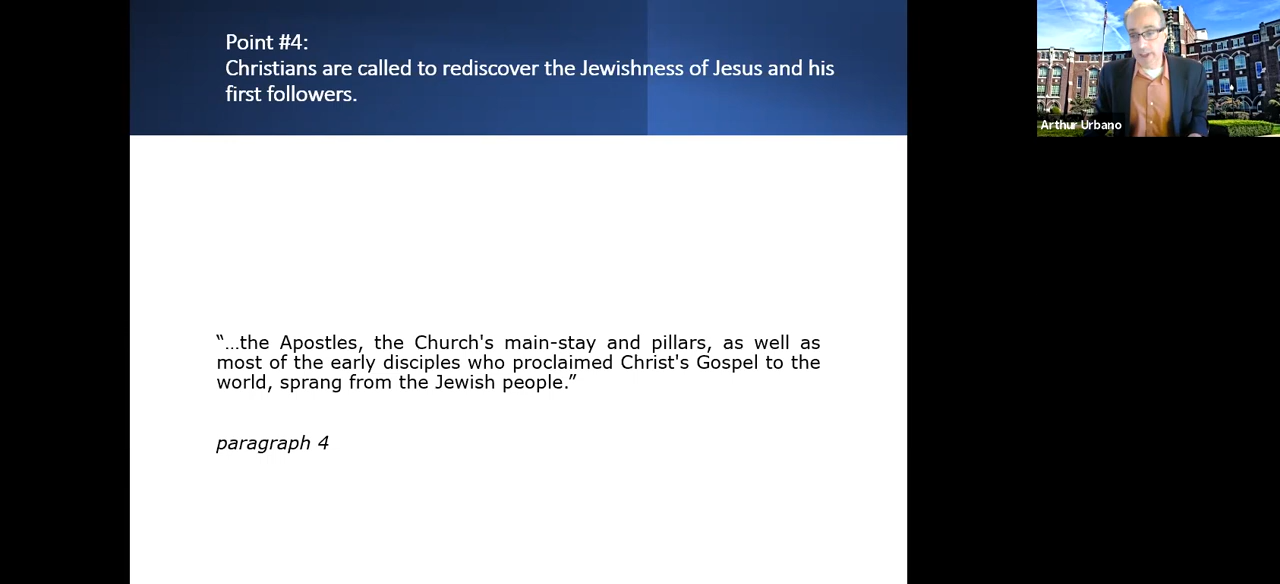 Point #4:
Christians are called to rediscover the Jewishness of Jesus and his
first followers.
“…the Apostles, the Church's main-stay and pillars, as well as
most of the early disciples who proclaimed Christ's Gospel to the
world, sprang from the Jewish people.”
paragraph 4
Arthur Urbano